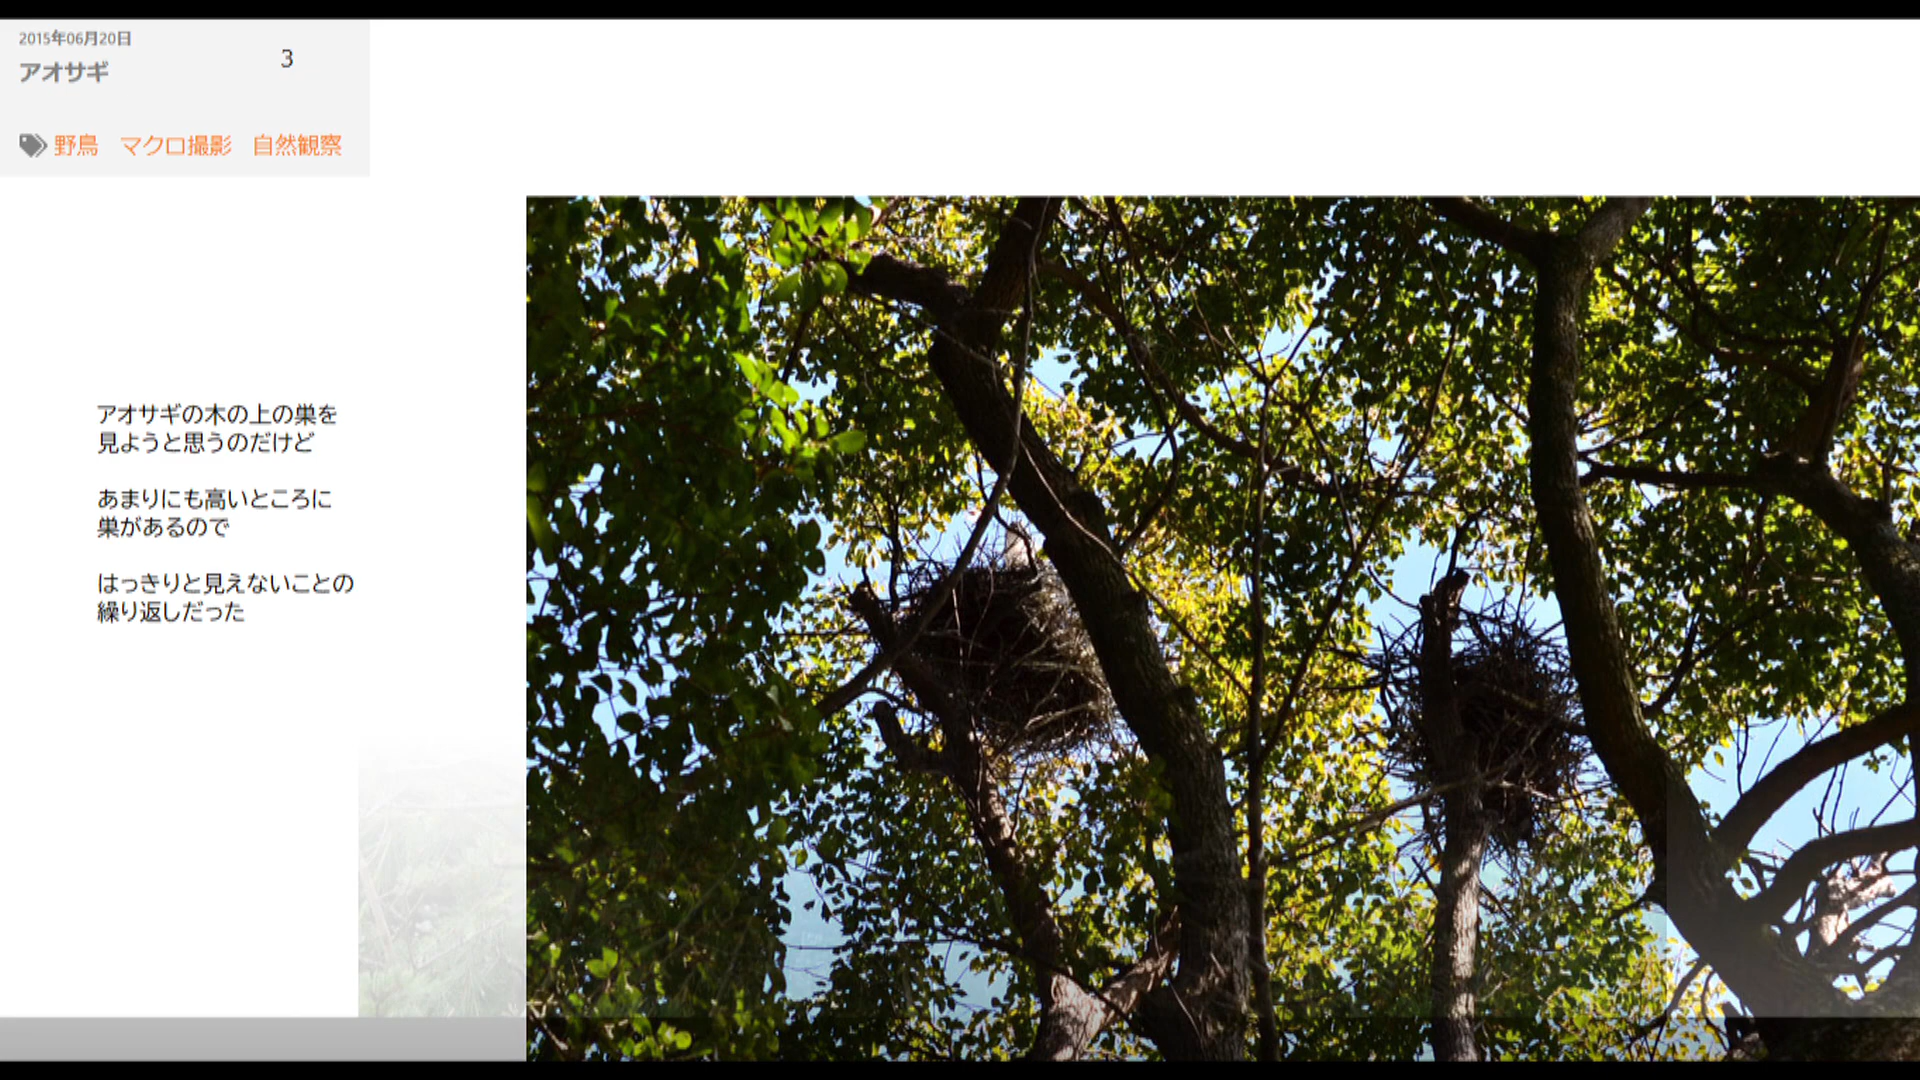 2015年06月20日
3
アオサギ
野鳥 マクロ撮影 自然観察
アオサギの木の上の巣を
見ようと思うのだけど
あまりにも高いところに
巣があるので
はっきりと見えないことの
繰り返しだった